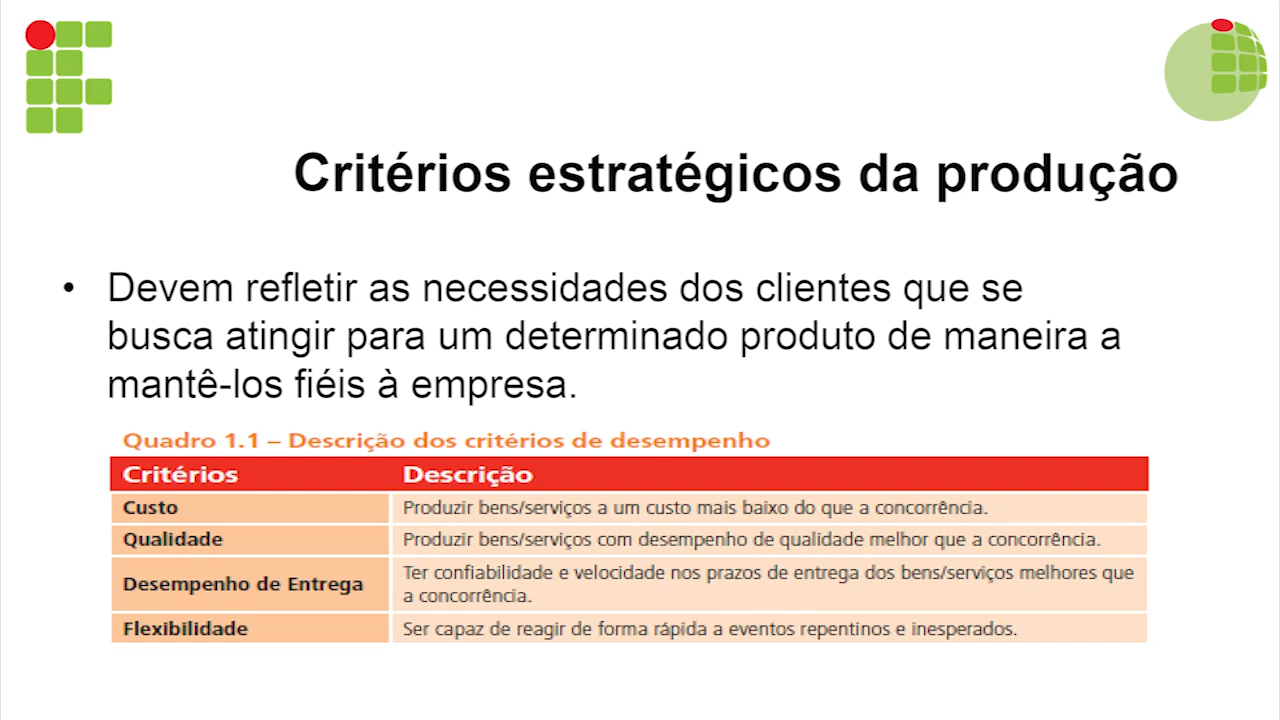 Critérios estratégicos da produção
• Devem refletir as necessidades dos clientes que se
busca atingir para um determinado produto de maneira a
mantê-los fiéis à empresa.
Quadro 1.1 – Descrição dos critérios de desempenho
Critérios Descrição
Custo Produzir bens/serviços a um custo mais baixo do que a concorrência.
Qualidade Produzir bens/serviços com desempenho de qualidade melhor que a concorrência.
Desempenho de Entrega Ter confiabilidade e velocidade nos prazos de entrega dos bens/serviços melhores que
a concorrência.
Flexibilidade Ser capaz de reagir de forma rápida a eventos repentinos e inesperados.